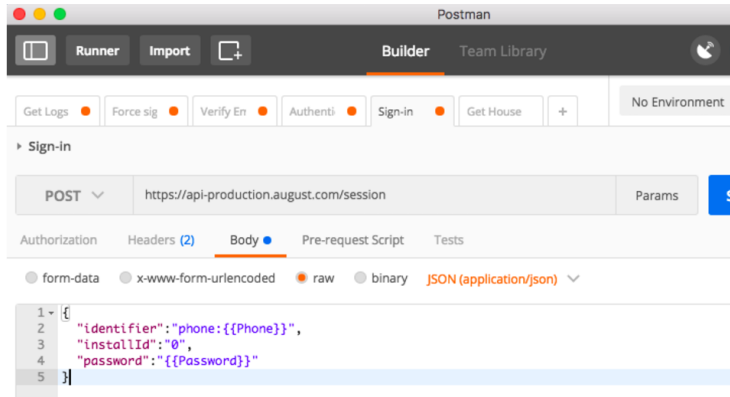 Postman
Runner Import Builder Team Library
Get Logs Force sig Verify Em Authenti Sign-in Get House +
No Environment
Sign-in
POST https://api-production.august.com/session Params
Authorization Headers (2) Body Pre-request Script Tests
form-data x-www-form-urlencoded raw binary JSON (application/json)
1 {
2 "identifier":"phone:{{Phone}}",
3 "installId":"0",
4 "password":"{{Password}}"
5 }